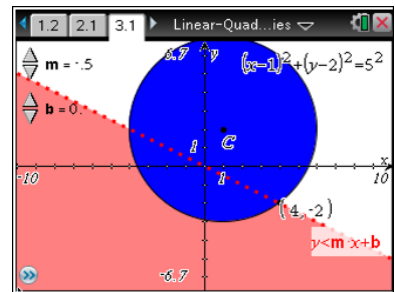 1.2 2.1 3.1 Linear-Quad...ies
m = -.5
6.7 y
(x-1)²+(y-2)²=5²
b = 0.
1
C
x
-10
1
10
(4,-2)
y<m·x+b
-6.7